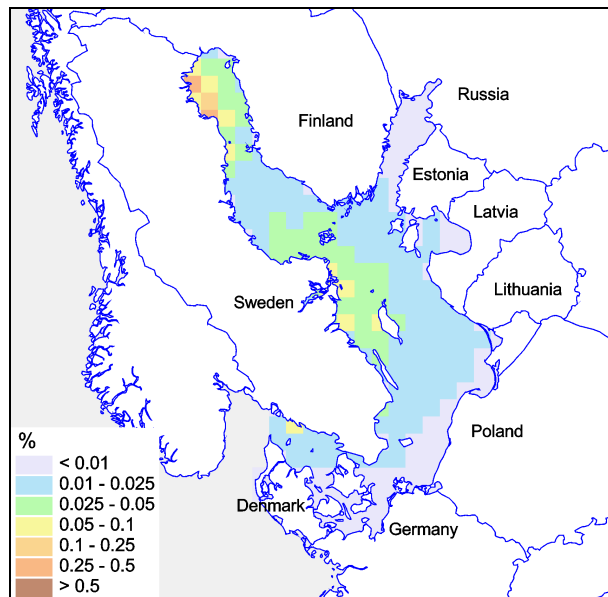 Russia
Finland
Estonia
Latvia
Lithuania
Sweden
Poland
Denmark
Germany
%
< 0.01
0.01 - 0.025
0.025 - 0.05
0.05 - 0.1
0.1 - 0.25
0.25 - 0.5
> 0.5